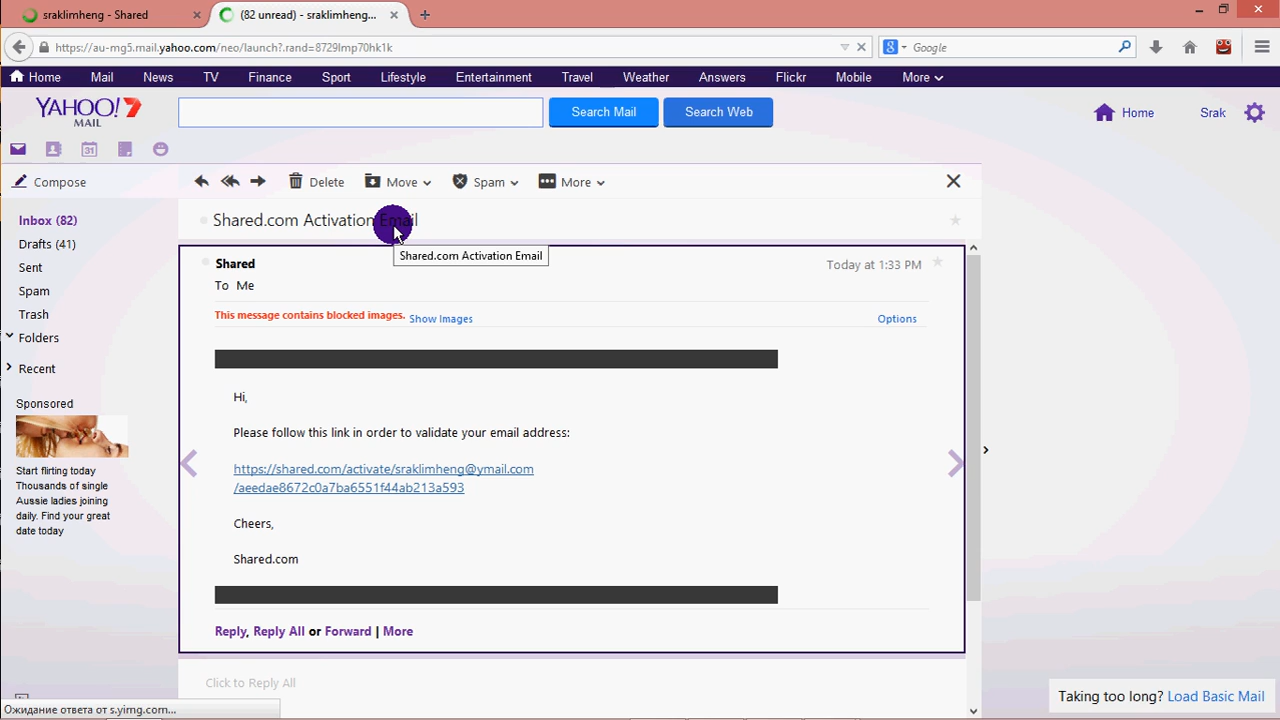 sraklimheng - Shared
(82 unread) - sraklimheng...
https://au-mg5.mail.yahoo.com/neo/launch?.rand=8729lmp70hk1k
Google
Home Mail News TV Finance Sport Lifestyle Entertainment Travel Weather Answers Flickr Mobile More
YAHOO!7
MAIL
Search Mail
Search Web
Home
Srak
31
Compose
Delete Move Spam More
Inbox (82)
Drafts (41)
Sent
Spam
Trash
Folders
Recent
Sponsored
Start flirting today
Thousands of single
Aussie ladies joining
daily. Find your great
date today
Shared.com Activation Email
Shared.com Activation Email
Shared
Today at 1:33 PM
To Me
This message contains blocked images. Show Images
Options
Hi,
Please follow this link in order to validate your email address:
https://shared.com/activate/sraklimheng@ymail.com
/aeedae8672c0a7ba6551f44ab213a593
Cheers,
Shared.com
Reply, Reply All or Forward | More
Click to Reply All
Taking too long? Load Basic Mail
Ожидание ответа от s.yimg.com...